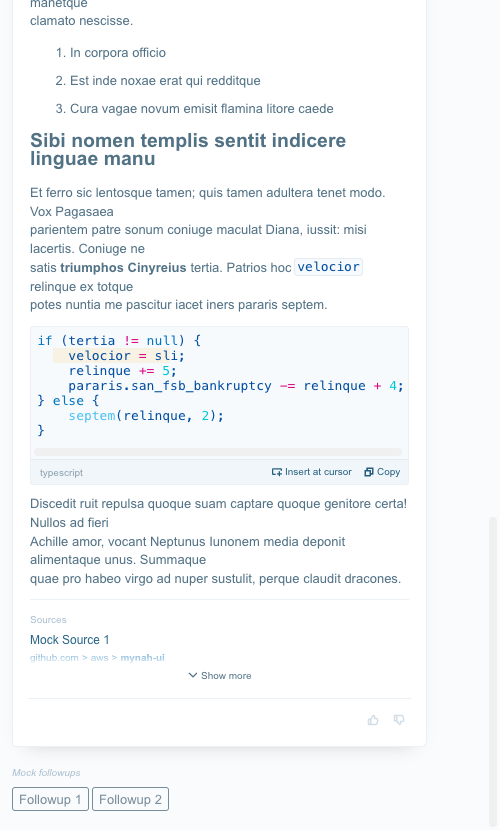 manetque
clamato nescisse.
1. In corpora officio
2. Est inde noxae erat qui redditque
3. Cura vagae novum emisit flamina litore caede
Sibi nomen templis sentit indicere
linguae manu
Et ferro sic lentosque tamen; quis tamen adultera tenet modo.
Vox Pagasaea
parientem patre sonum coniuge maculat Diana, iussit: misi
lacertis. Coniuge ne
satis triumphos Cinyreius tertia. Patrios hoc velocior
relinque ex totque
potes nuntia me pascitur iacet iners pararis septem.
if (tertia != null) {
    velocior = sli;
    relinque += 5;
    pararis.san_fsb_bankruptcy -= relinque + 4;
} else {
    septem(relinque, 2);
}
typescript Insert at cursor Copy
Discedit ruit repulsa quoque suam captare quoque genitore certa!
Nullos ad fieri
Achille amor, vocant Neptunus Iunonem media deponit
alimentaque unus. Summaque
quae pro habeo virgo ad nuper sustulit, perque claudit dracones.
Sources
Mock Source 1
github.com > aws > mynah-ui
Show more
Mock followups
Followup 1 Followup 2